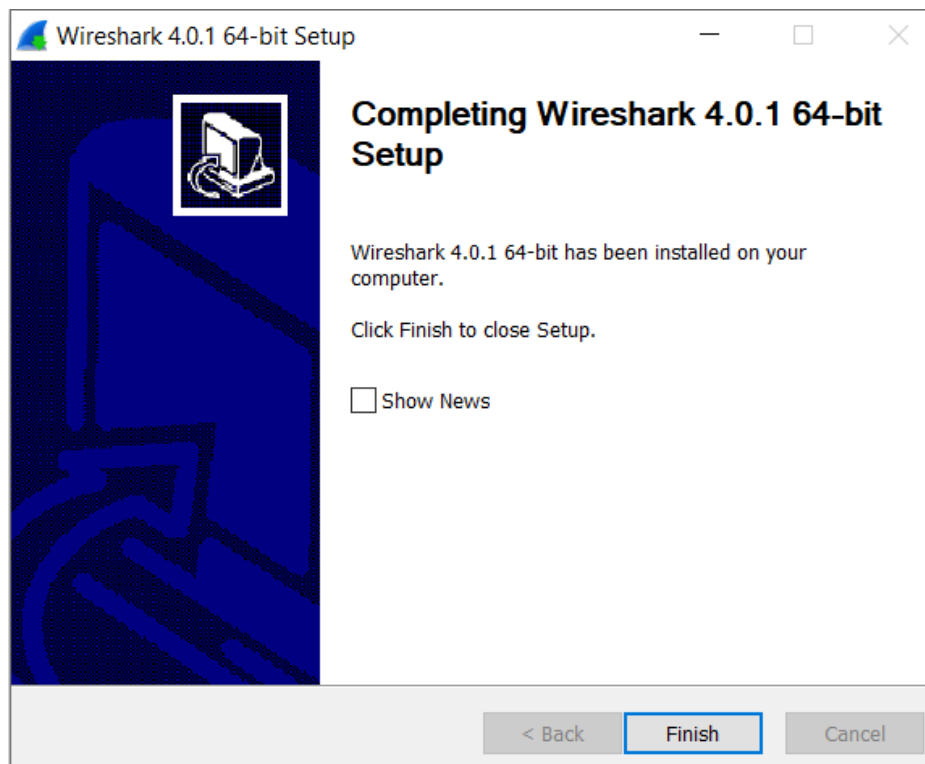 Wireshark 4.0.1 64-bit Setup
Completing Wireshark 4.0.1 64-bit
Setup
Wireshark 4.0.1 64-bit has been installed on your
computer.
Click Finish to close Setup.
Show News
< Back Finish Cancel